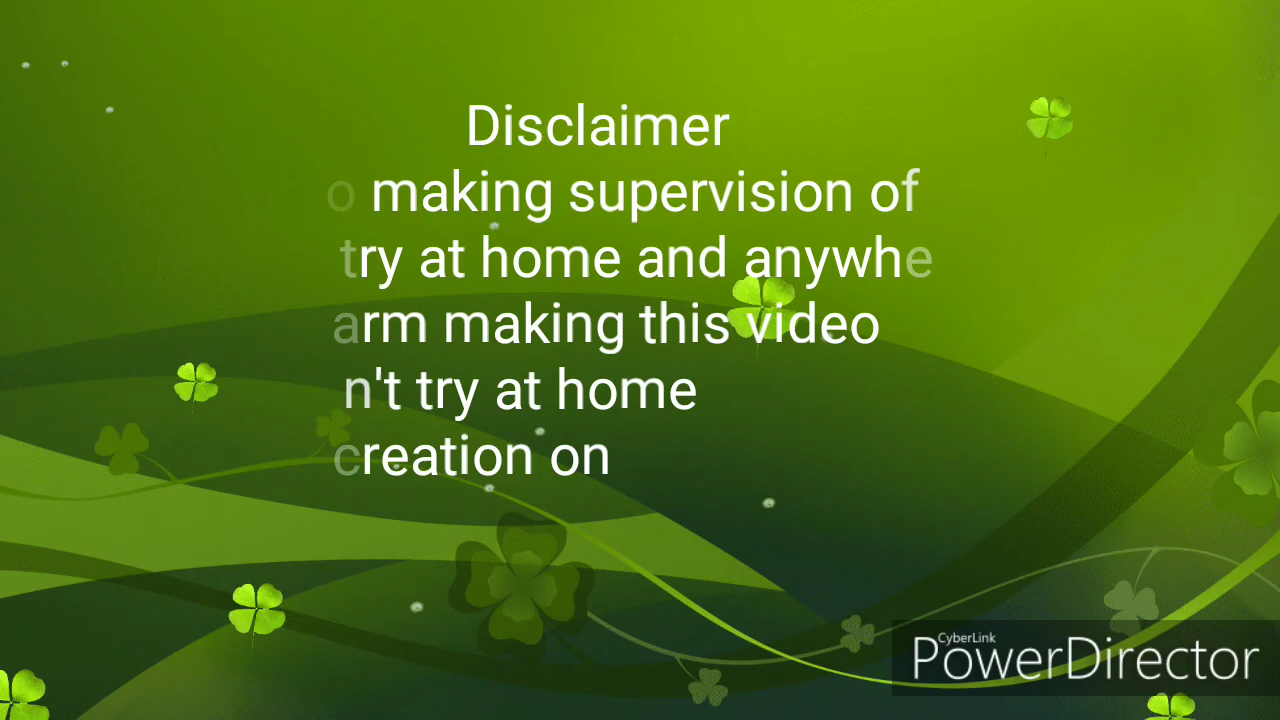 Disclaimer
o making supervision of
try at home and anywhe
arm making this video
n't try at home
creation on
CyberLink
PowerDirector